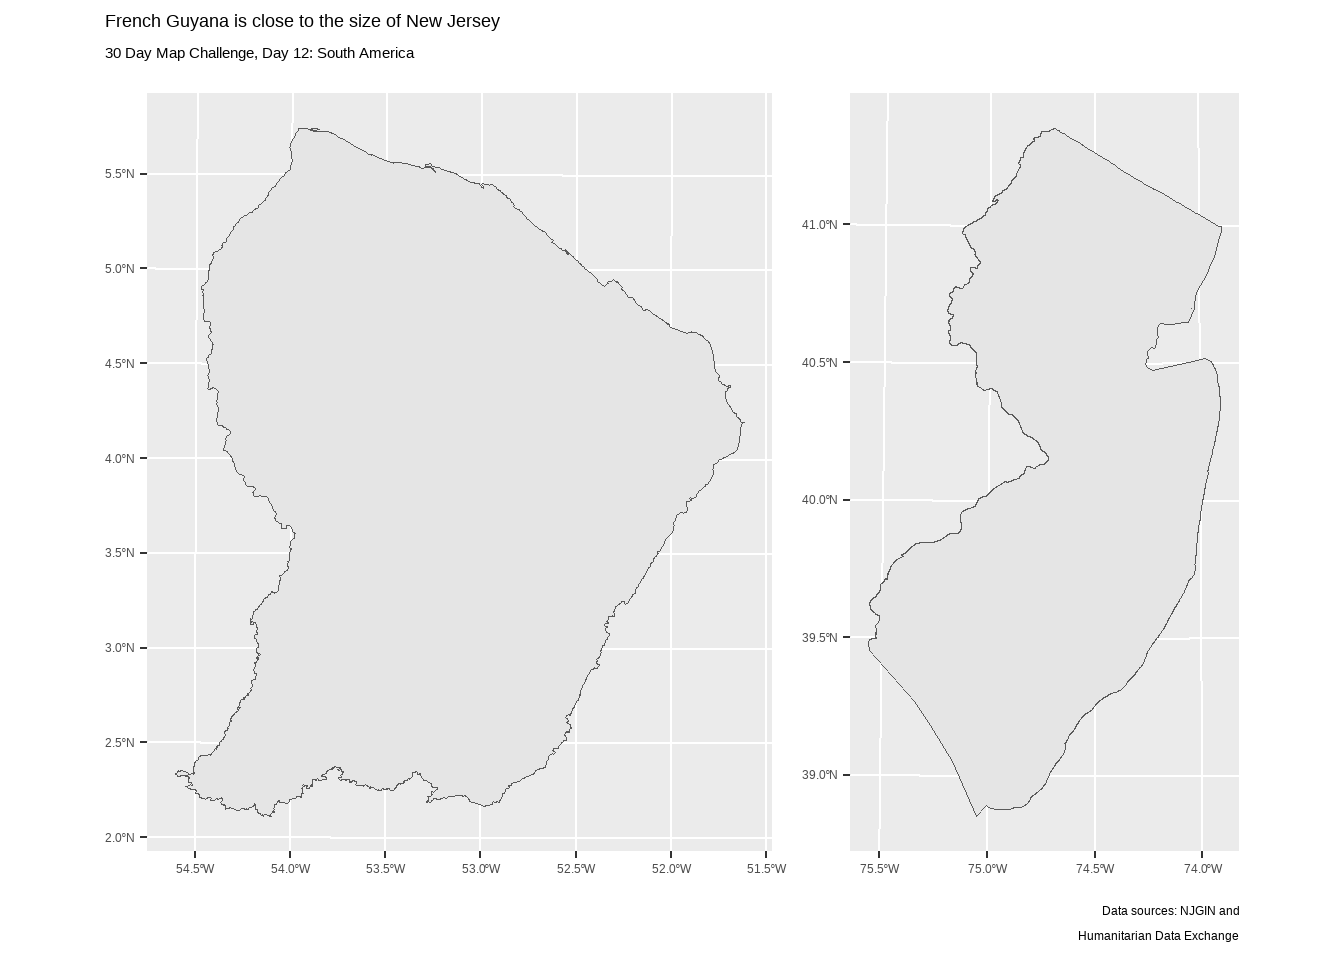 French Guyana is close to the size of New Jersey
30 Day Map Challenge, Day 12: South America
5.5°N
5.0°N
4.5°N
4.0°N
3.5°N
3.0°N
2.5°N
2.0°N
54.5°W 54.0°W 53.5°W 53.0°W 52.5°W 52.0°W 51.5°W
41.0°N
40.5°N
40.0°N
39.5°N
39.0°N
75.5°W 75.0°W 74.5°W 74.0°W
Data sources: NJGIN and
Humanitarian Data Exchange